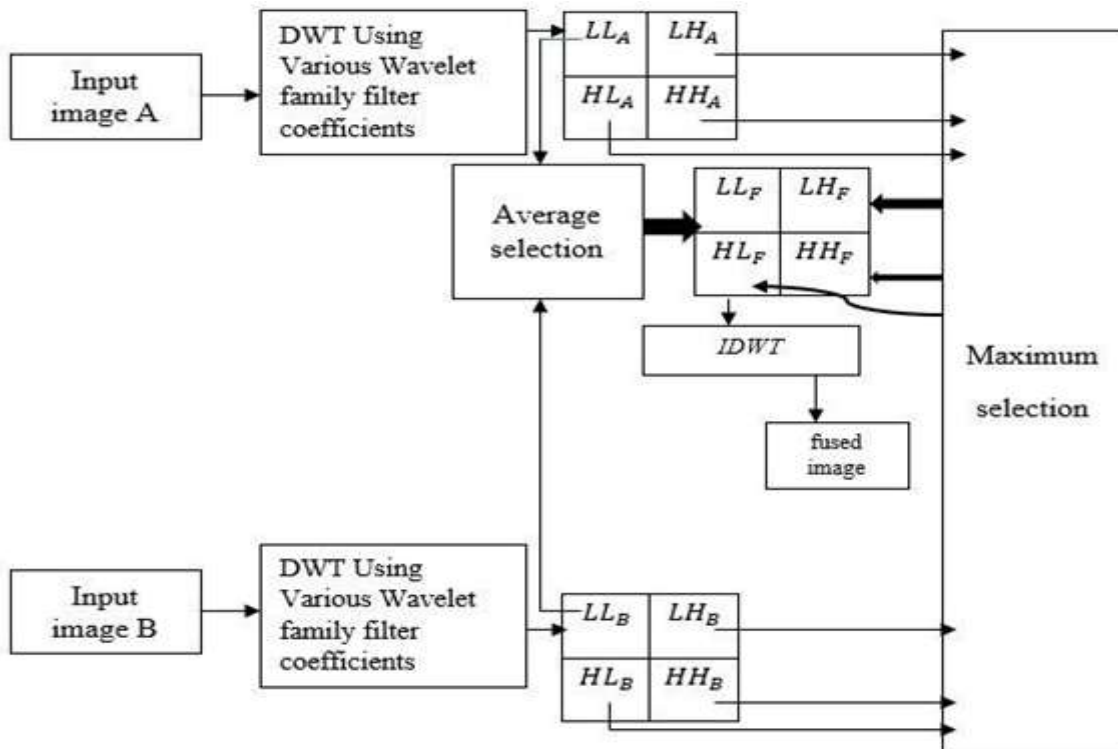 Input
image A
DWT Using
Various Wavelet
family filter
coefficients
LL_A LH_A
HL_A HH_A
Average
selection
LL_F LH_F
HL_F HH_F
IDWT
fused
image
Maximum
selection
Input
image B
DWT Using
Various Wavelet
family filter
coefficients
LL_B LH_B
HL_B HH_B